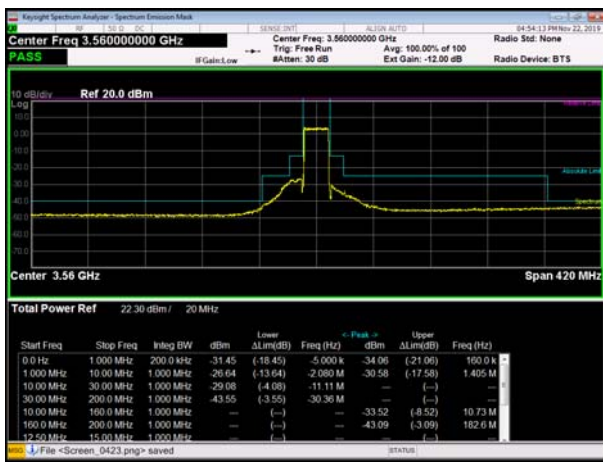 Keysight Spectrum Analyzer - Spectrum Emission Mask
RF 50 Ω DC SENSE:INT ALIGN AUTO 04:54:13 PM Nov 22, 2019
Center Freq 3.560000000 GHz Center Freq: 3.560000000 GHz Radio Std: None
Trig: Free Run Avg: 100.00% of 100
PASS IFGain:Low #Atten: 30 dB Ext Gain: -12.00 dB Radio Device: BTS
10 dB/div Ref 20.0 dBm
Log
10.0
0.00
-10.0
-20.0
Absolute Limit
-30.0
-40.0
Spectrum
-50.0
-60.0
-70.0
Center 3.56 GHz Span 420 MHz
Total Power Ref 22.30 dBm / 20 MHz
Lower <- Peak -> Upper
Start Freq Stop Freq Integ BW dBm ΔLim(dB) Freq (Hz) dBm ΔLim(dB) Freq (Hz)
0.0 Hz 1.000 MHz 200.0 kHz -31.45 (-18.45) -5.000 k -34.06 (-21.06) 160.0 k
1.000 MHz 10.00 MHz 1.000 MHz -26.64 (-13.64) -2.080 M -30.58 (-17.58) 1.405 M
10.00 MHz 30.00 MHz 1.000 MHz -29.08 (-4.08) -11.11 M --- (---) ---
30.00 MHz 200.0 MHz 1.000 MHz -43.55 (-3.55) -30.36 M --- (---) ---
10.00 MHz 160.0 MHz 1.000 MHz --- (---) --- -33.52 (-8.52) 10.73 M
160.0 MHz 200.0 MHz 1.000 MHz --- (---) --- -43.09 (-3.09) 182.6 M
12.50 MHz 15.00 MHz 1.000 MHz --- (---) --- --- (---) ---
MSG File <Screen_0423.png> saved STATUS